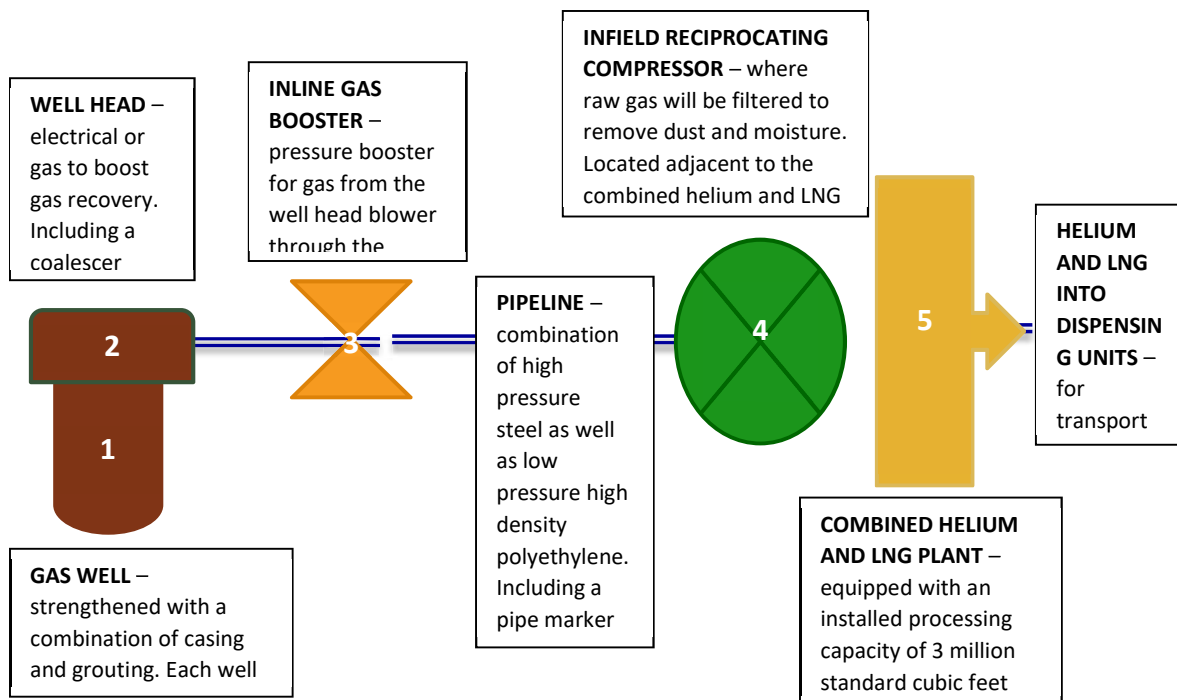 INFIELD RECIPROCATING
COMPRESSOR – where
raw gas will be filtered to
remove dust and moisture.
Located adjacent to the
combined helium and LNG
WELL HEAD –
electrical or
gas to boost
gas recovery.
Including a
coalescer
INLINE GAS
BOOSTER –
pressure booster
for gas from the
well head blower
through the
HELIUM
AND LNG
INTO
DISPENSIN
G UNITS –
for
transport
PIPELINE –
combination
of high
pressure
steel as well
as low
pressure high
density
polyethylene.
Including a
pipe marker
2
3
4
5
1
GAS WELL –
strengthened with a
combination of casing
and grouting. Each well
COMBINED HELIUM
AND LNG PLANT –
equipped with an
installed processing
capacity of 3 million
standard cubic feet